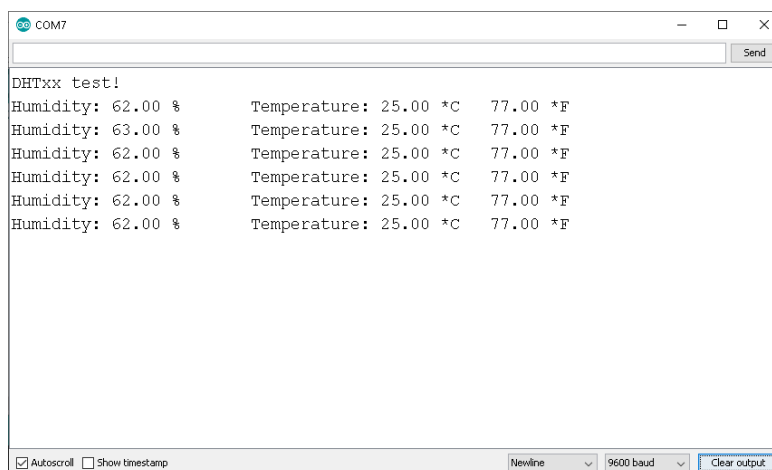 COM7
Send
DHTxx test!
Humidity: 62.00 %        Temperature: 25.00 *C   77.00 *F
Humidity: 63.00 %        Temperature: 25.00 *C   77.00 *F
Humidity: 62.00 %        Temperature: 25.00 *C   77.00 *F
Humidity: 62.00 %        Temperature: 25.00 *C   77.00 *F
Humidity: 62.00 %        Temperature: 25.00 *C   77.00 *F
Humidity: 62.00 %        Temperature: 25.00 *C   77.00 *F
Autoscroll Show timestamp Newline 9600 baud Clear output